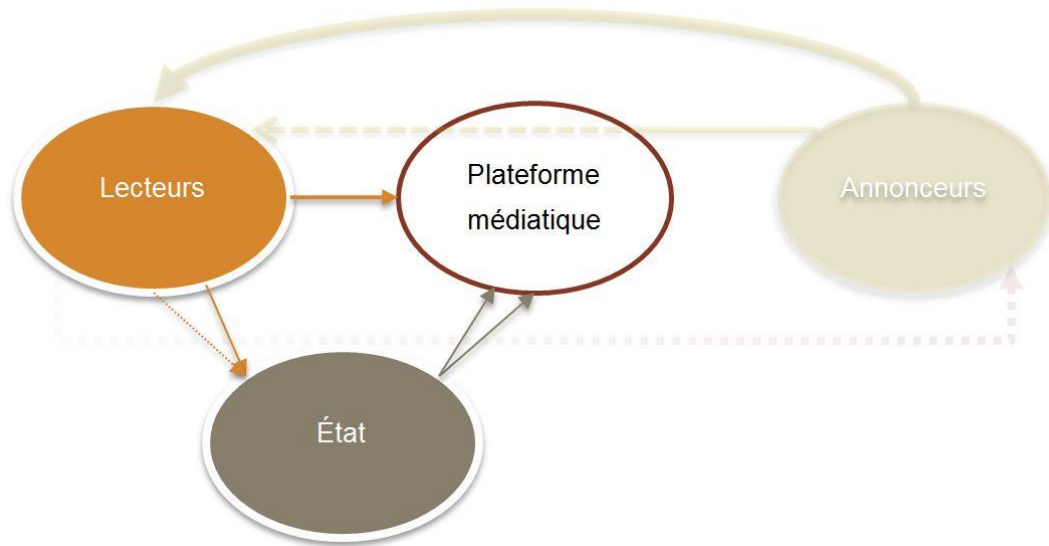 Lecteurs
Plateforme
médiatique
Annonceurs
État